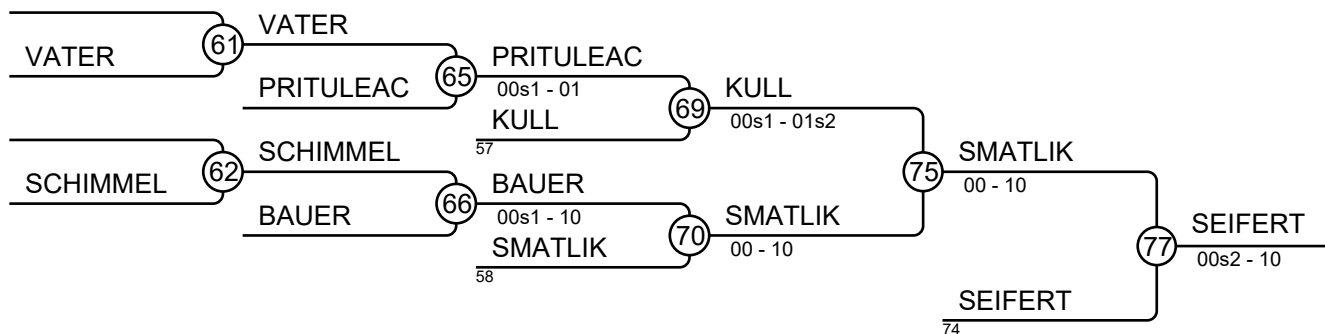 VATER
61
VATER
PRITULEAC
65
PRITULEAC
00s1 - 01
KULL
57
69
KULL
00s1 - 01s2
SCHIMMEL
62
SCHIMMEL
BAUER
66
BAUER
00s1 - 10
SMATLIK
58
70
SMATLIK
00 - 10
75
SMATLIK
00 - 10
SEIFERT
74
77
SEIFERT
00s2 - 10